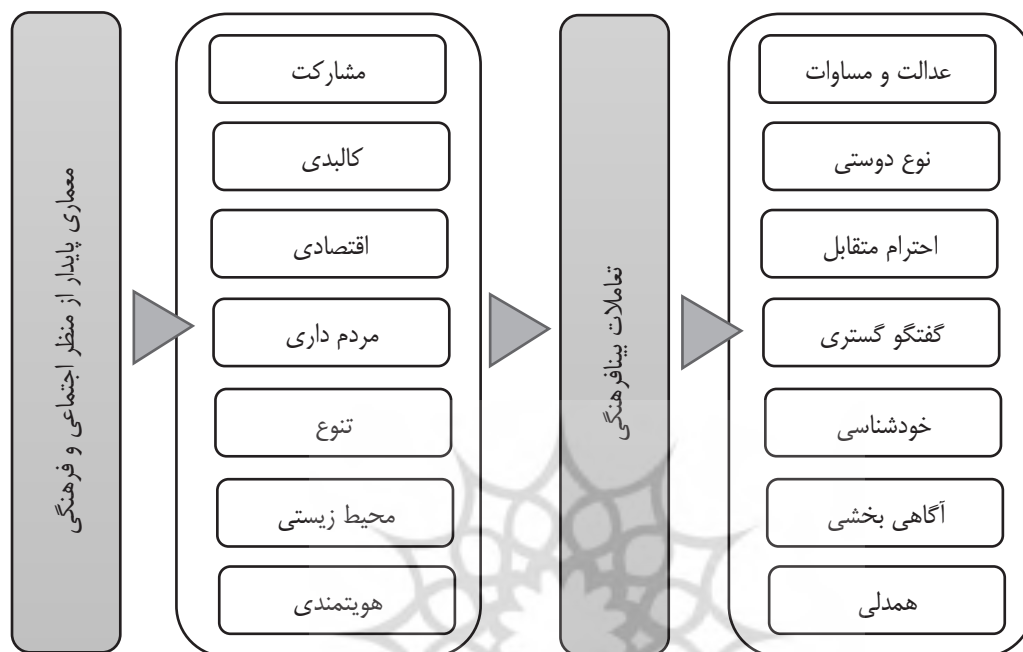 معماری پایدار از منظر اجتماعی و فرهنگی
مشارکت
کالبدی
اقتصادی
مردم داری
تنوع
محیط زیستی
هویتمندی
تعاملات بینافرهنگی
عدالت و مساوات
نوع دوستی
احترام متقابل
گفتگو گستری
خودشناسی
آگاهی بخشی
همدلی